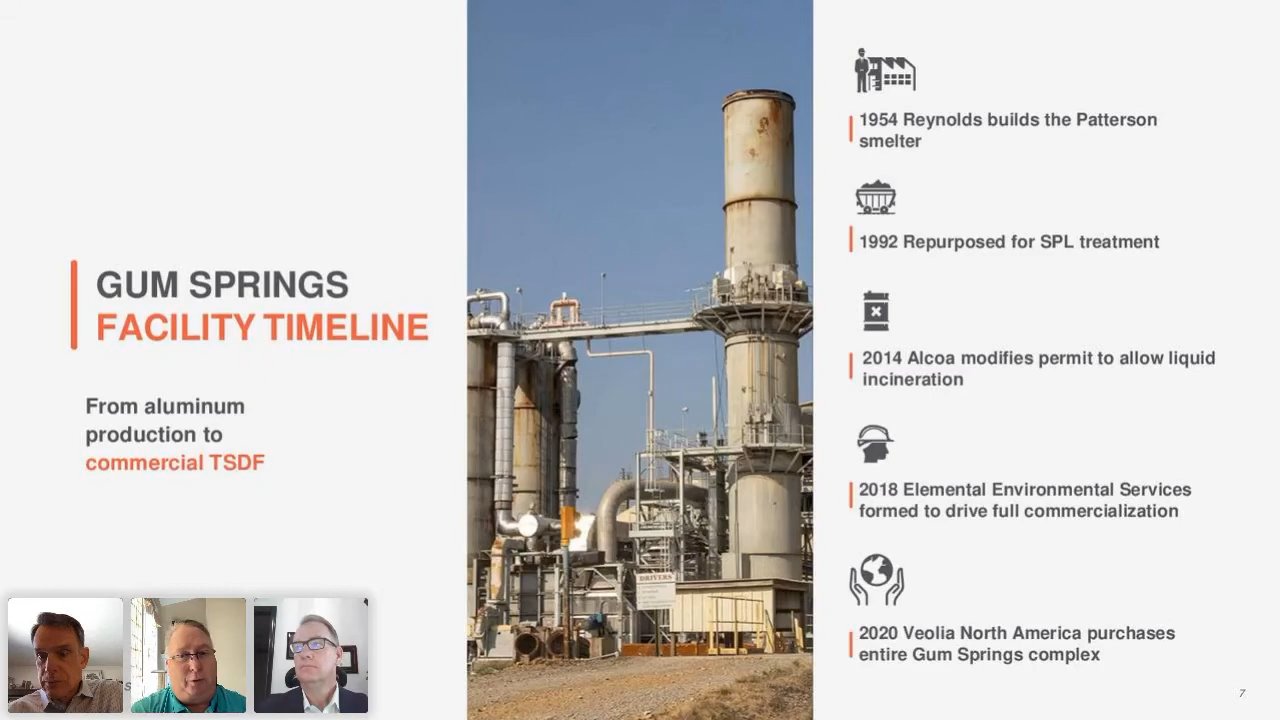 GUM SPRINGS
FACILITY TIMELINE
From aluminum
production to
commercial TSDF
DRIVERS
1954 Reynolds builds the Patterson
smelter
1992 Repurposed for SPL treatment
2014 Alcoa modifies permit to allow liquid
incineration
2018 Elemental Environmental Services
formed to drive full commercialization
2020 Veolia North America purchases
entire Gum Springs complex
7